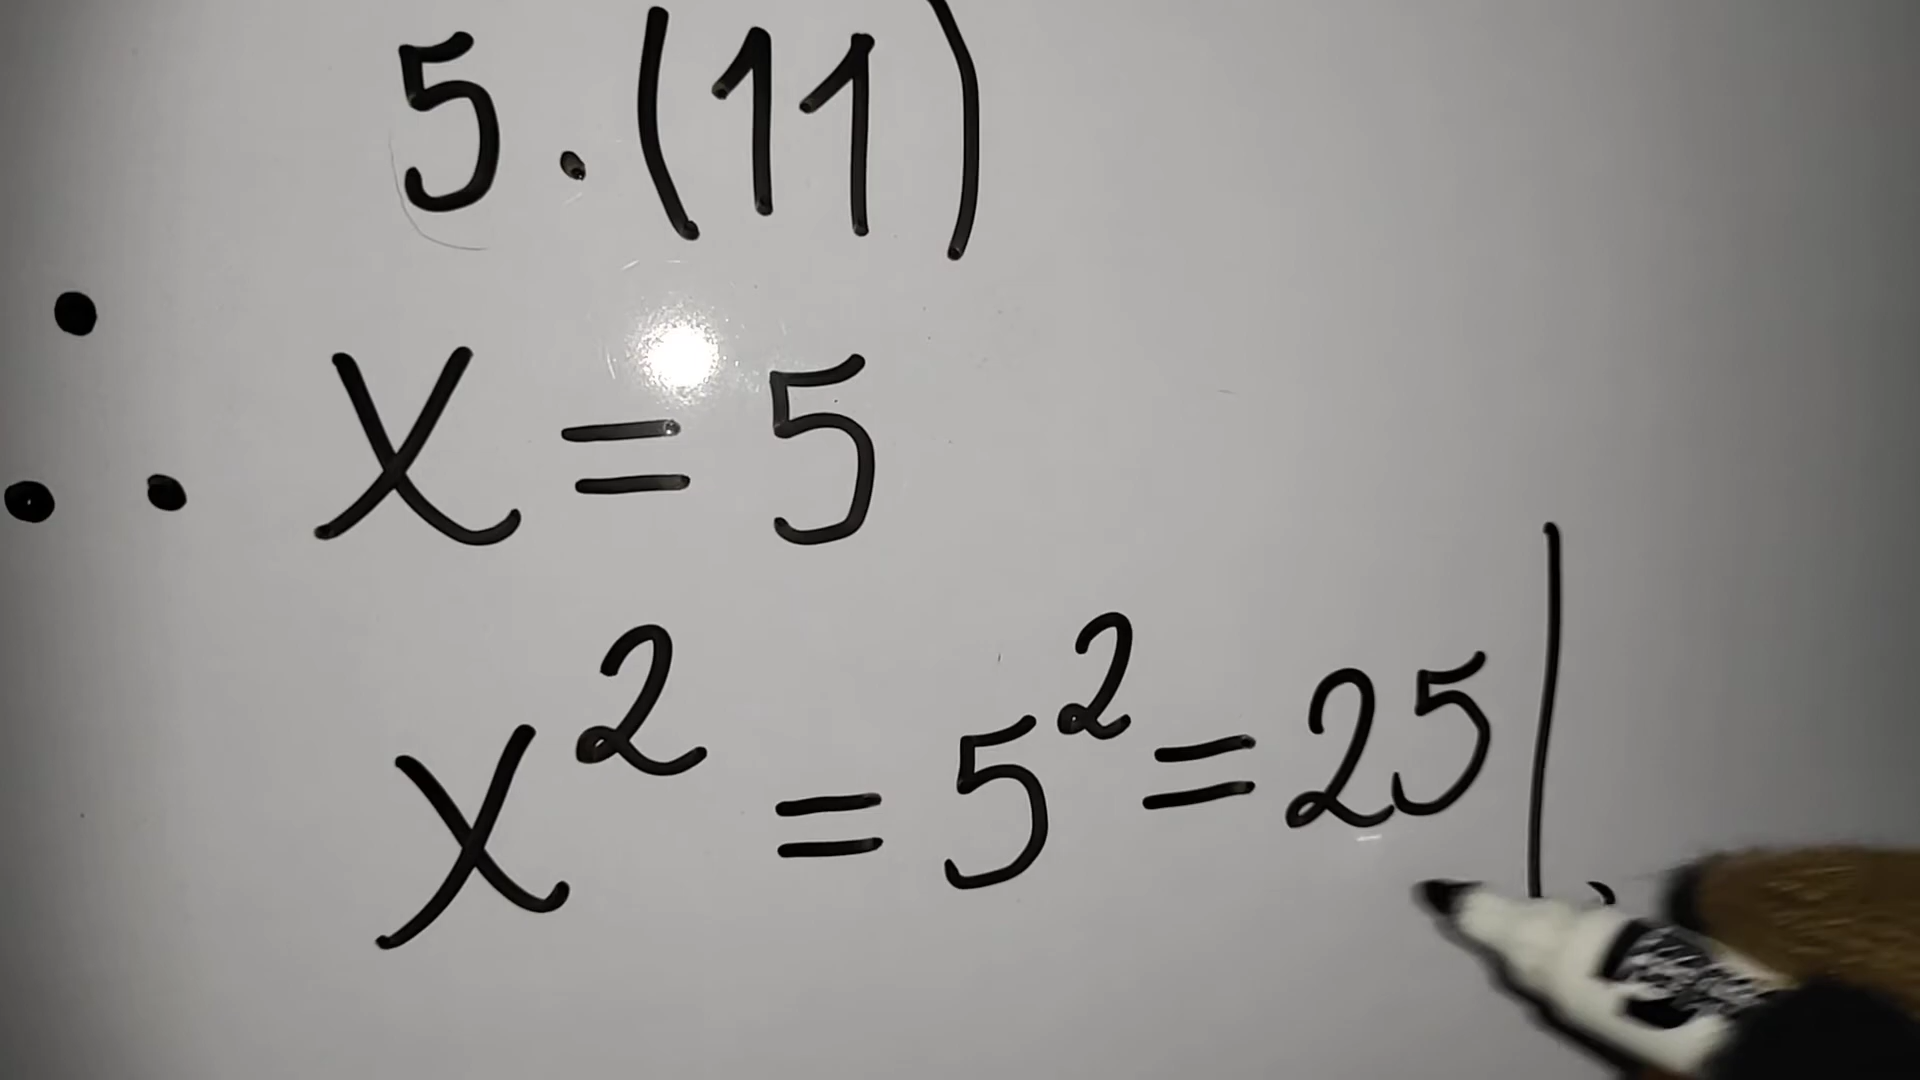 5 . (11)
∴ x = 5
x² = 5² = 25